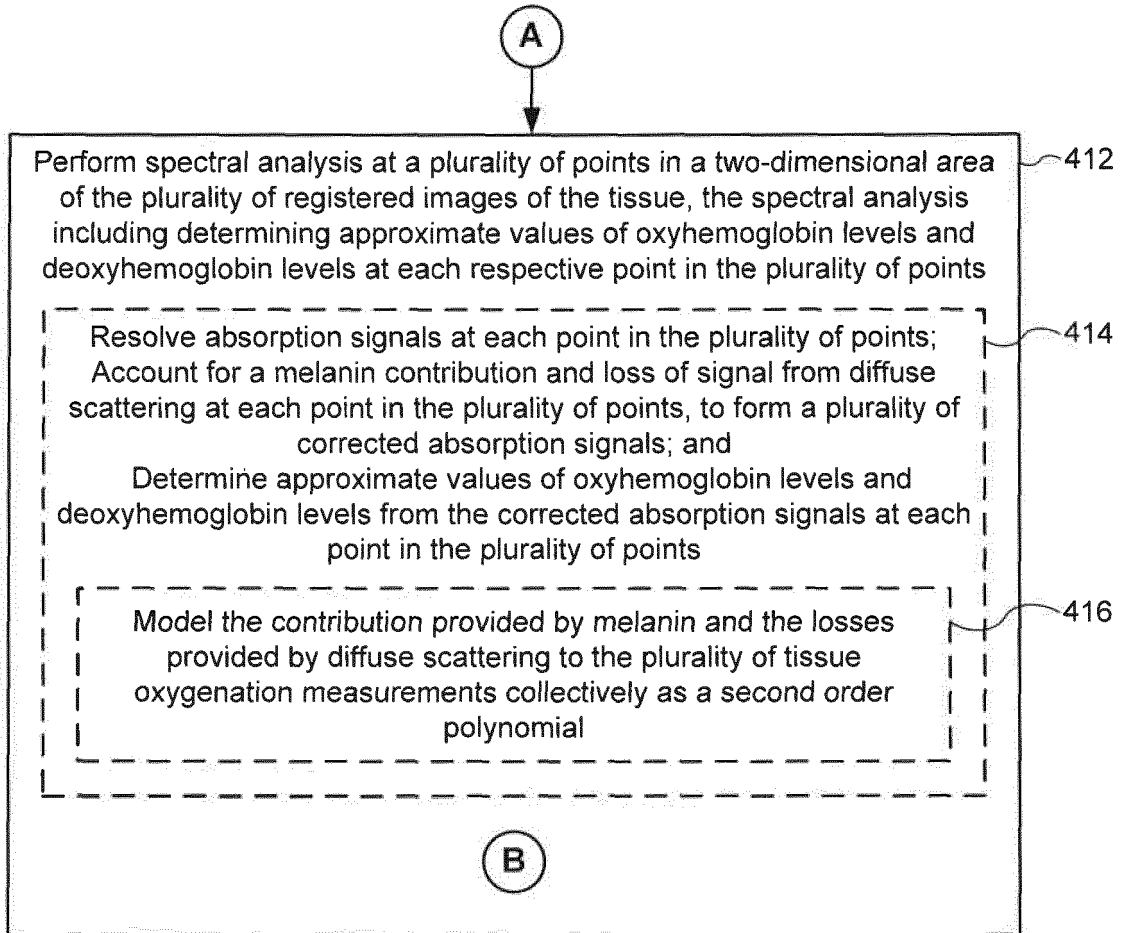 A
Perform spectral analysis at a plurality of points in a two-dimensional area
of the plurality of registered images of the tissue, the spectral analysis
including determining approximate values of oxyhemoglobin levels and
deoxyhemoglobin levels at each respective point in the plurality of points
412
Resolve absorption signals at each point in the plurality of points;
Account for a melanin contribution and loss of signal from diffuse
scattering at each point in the plurality of points, to form a plurality of
corrected absorption signals; and
Determine approximate values of oxyhemoglobin levels and
deoxyhemoglobin levels from the corrected absorption signals at each
point in the plurality of points
414
Model the contribution provided by melanin and the losses
provided by diffuse scattering to the plurality of tissue
oxygenation measurements collectively as a second order
polynomial
416
B